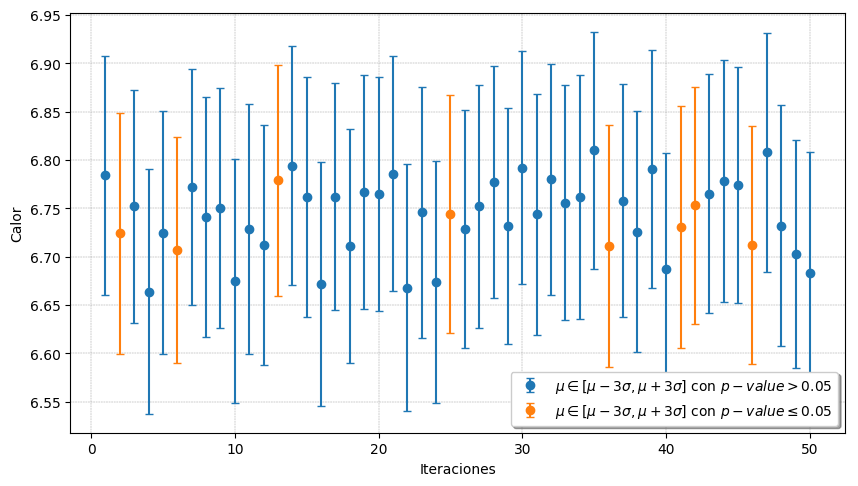 6.95
6.90
6.85
6.80
6.75
6.70
6.65
6.60
6.55
Calor
μ ∈ [μ − 3σ, μ + 3σ] con p − value > 0.05
μ ∈ [μ − 3σ, μ + 3σ] con p − value ≤ 0.05
0 10 20 30 40 50
Iteraciones